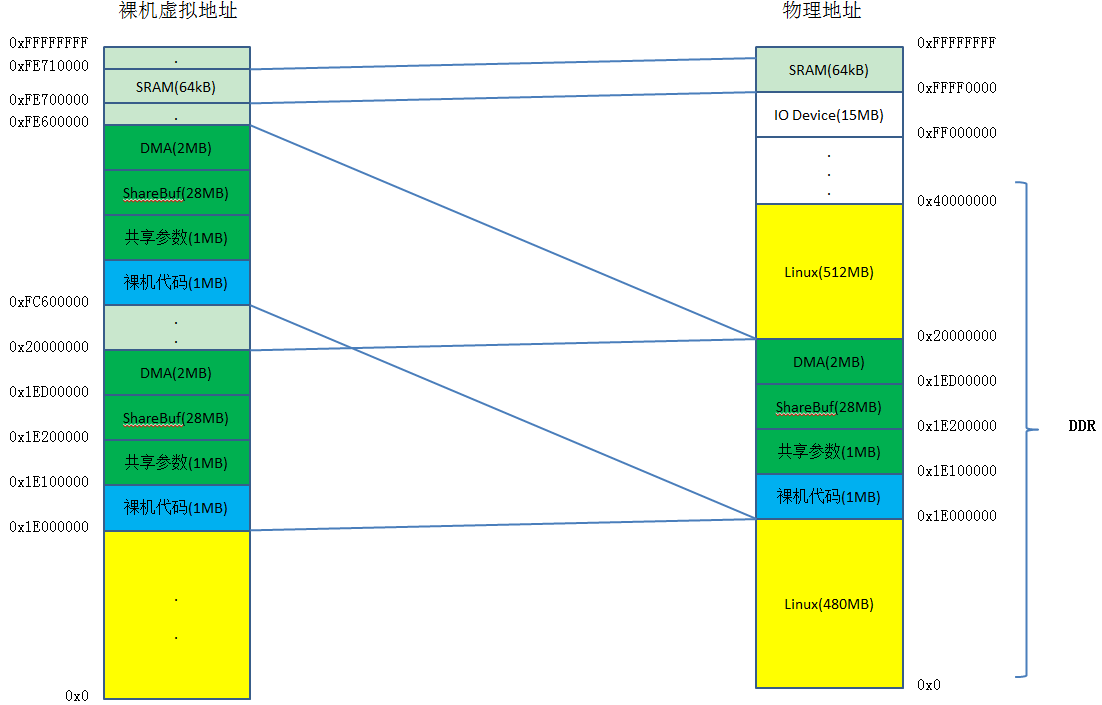 裸机虚拟地址
0xFFFFFFFF
0xFE710000
0xFE700000
0xFE600000
0xFC600000
0x20000000
0x1ED00000
0x1E200000
0x1E100000
0x1E000000
0x0
.
SRAM(64kB)
.
DMA(2MB)
ShareBuf(28MB)
共享参数(1MB)
裸机代码(1MB)
.
.
DMA(2MB)
ShareBuf(28MB)
共享参数(1MB)
裸机代码(1MB)
.
.
物理地址
SRAM(64kB)
IO Device(15MB)
.
.
.
Linux(512MB)
DMA(2MB)
ShareBuf(28MB)
共享参数(1MB)
裸机代码(1MB)
Linux(480MB)
0xFFFFFFFF
0xFFFF0000
0xFF000000
0x40000000
0x20000000
0x1ED00000
0x1E200000
0x1E100000
0x1E000000
0x0
DDR